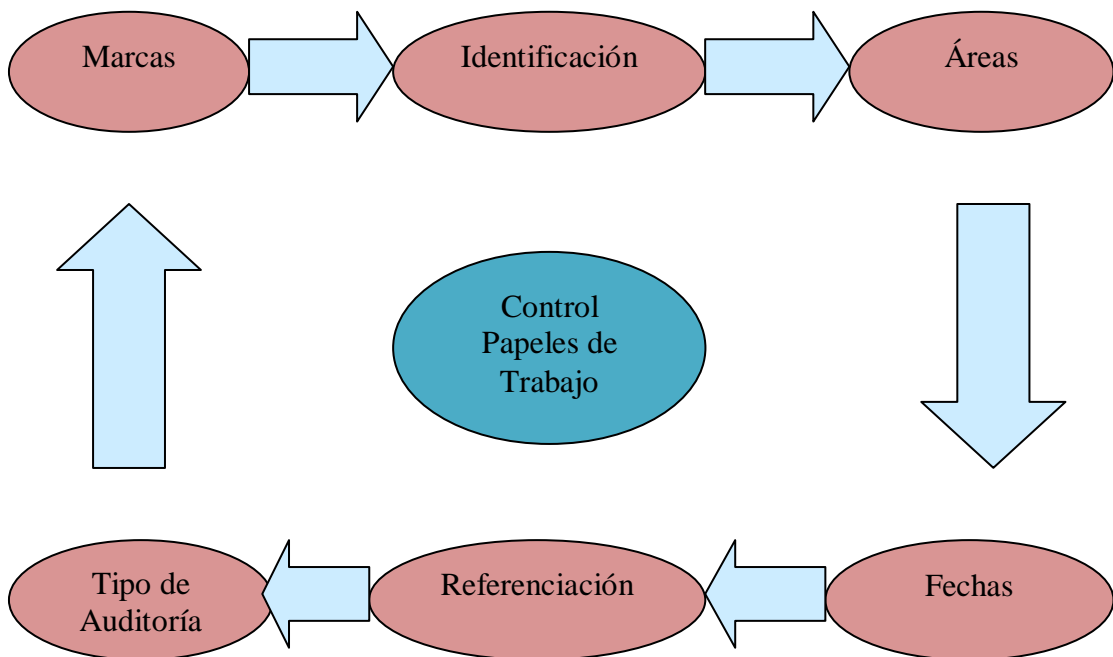 Marcas
Identificación
Áreas
Control
Papeles de
Trabajo
Tipo de
Auditoría
Referenciación
Fechas